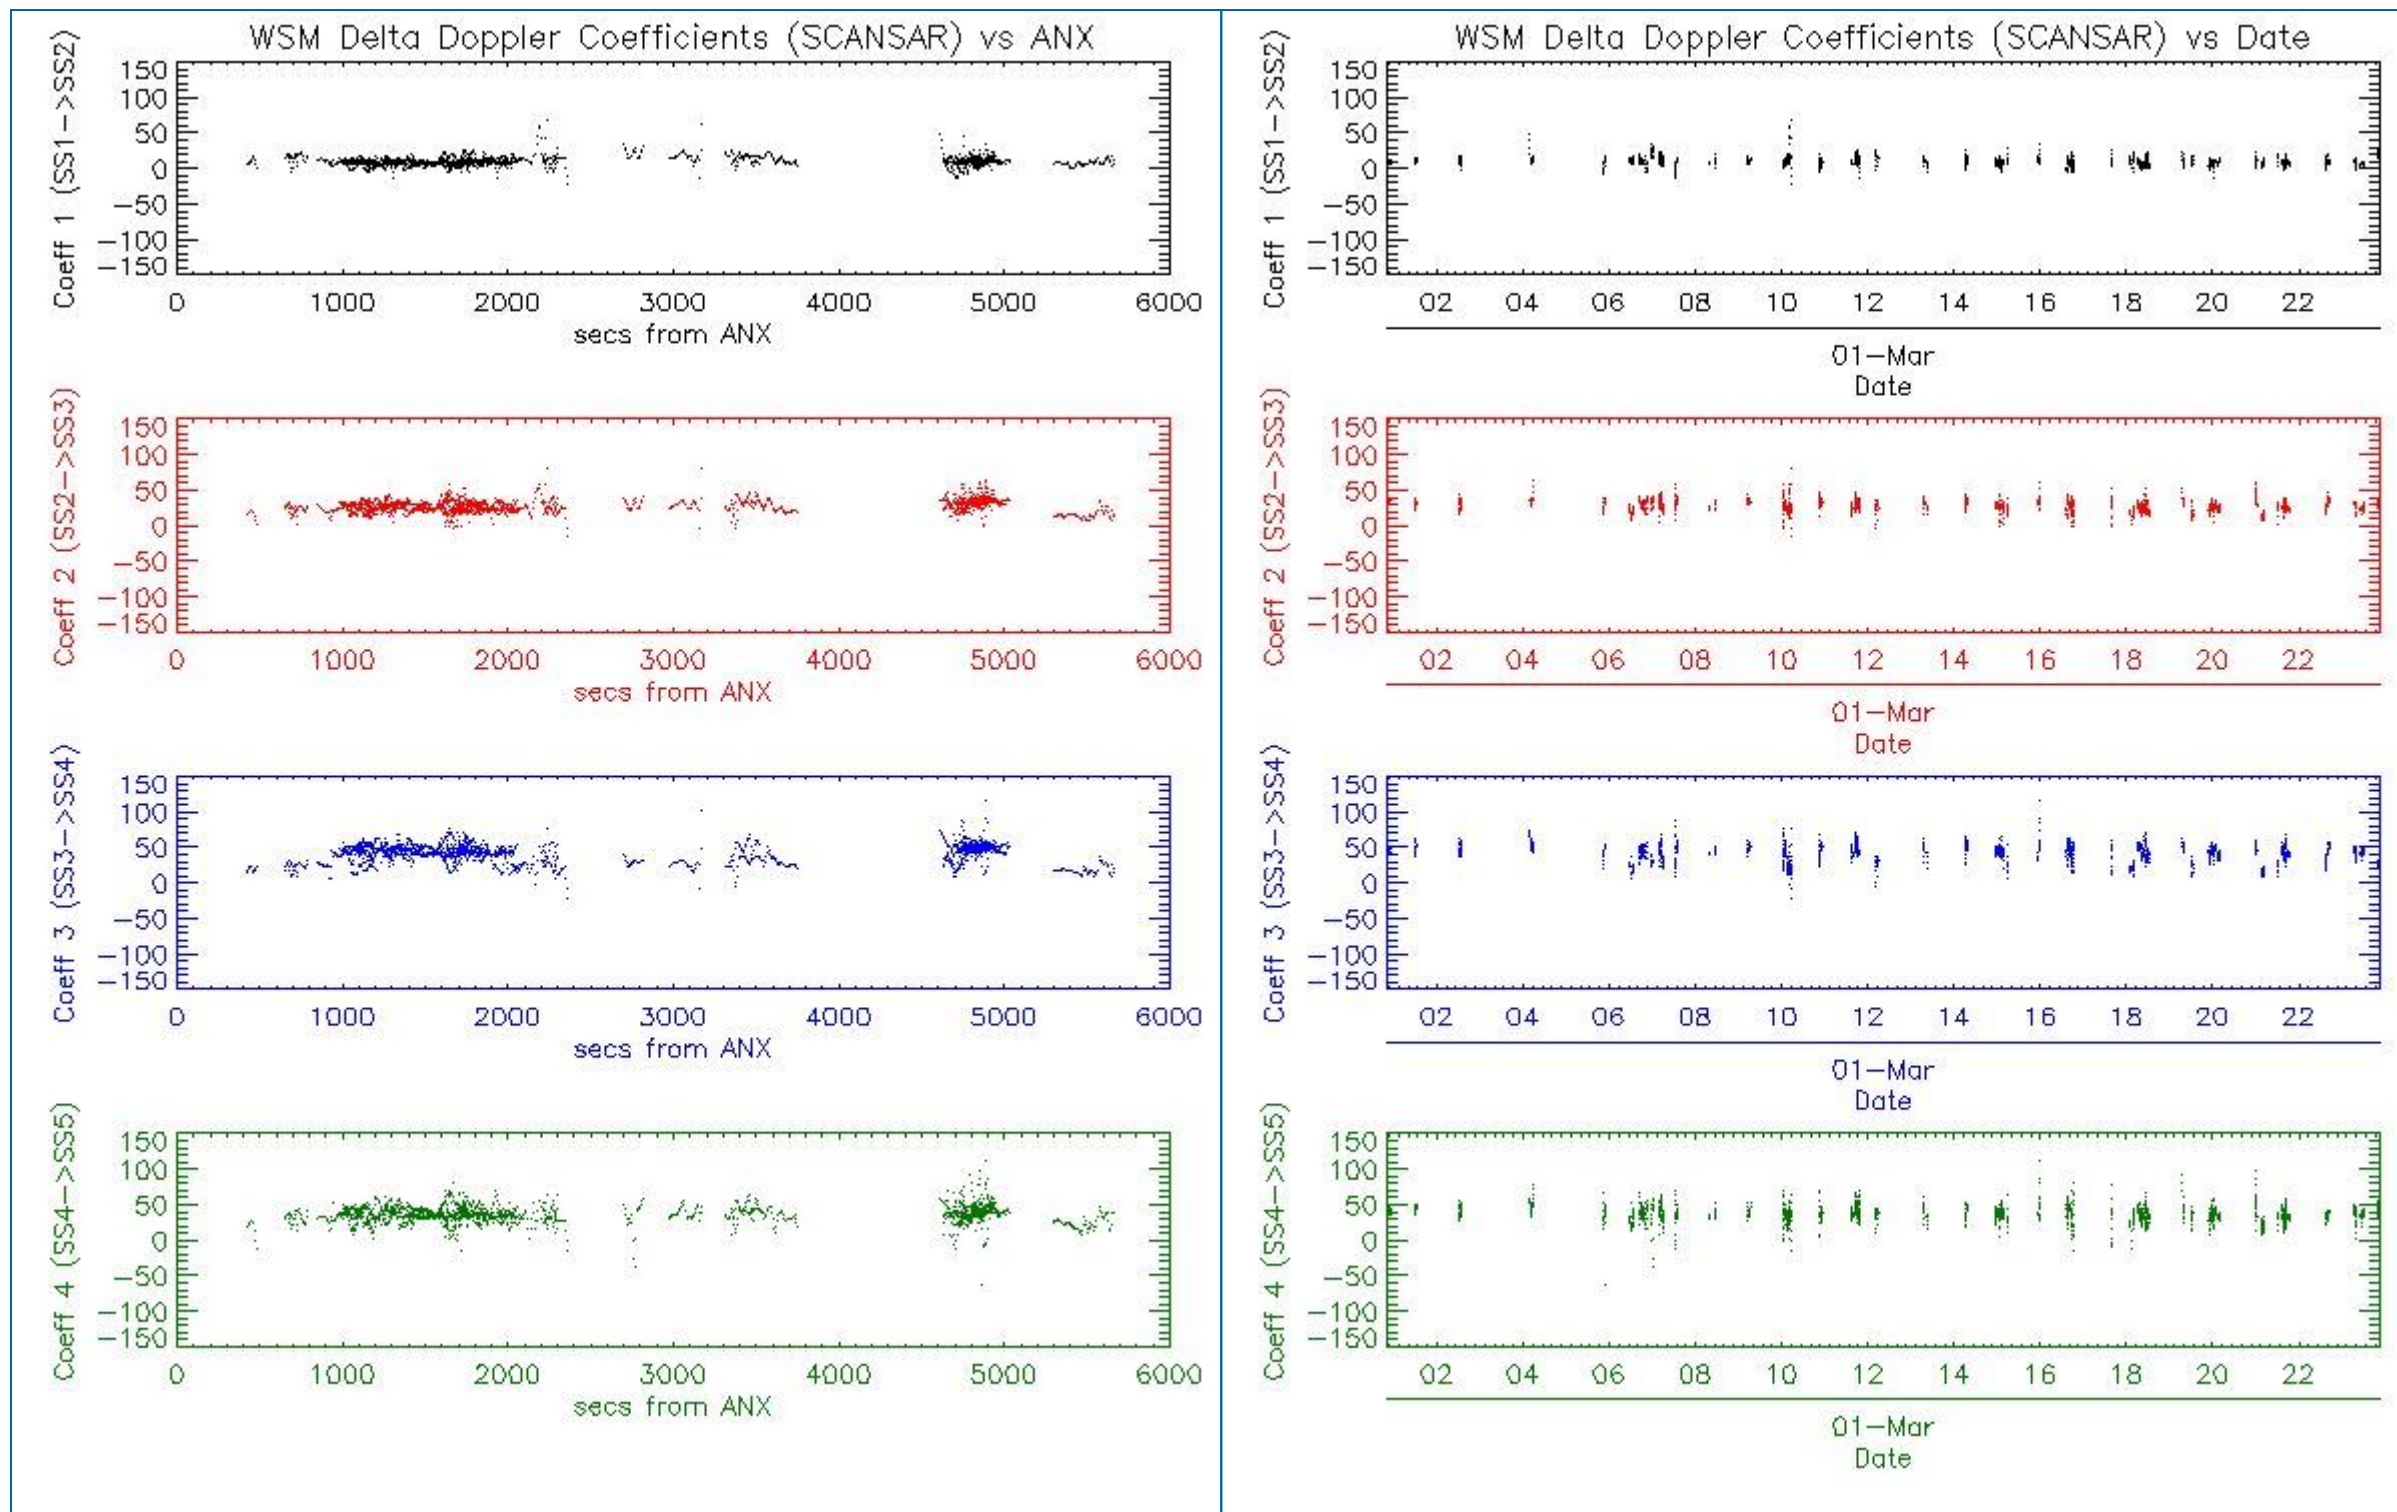 WSM Delta Doppler Coefficients (SCANSAR) vs ANX
Coeff 1 (SS1->SS2)
150
100
50
0
-50
-100
-150
0 1000 2000 3000 4000 5000 6000
secs from ANX
Coeff 2 (SS2->SS3)
150
100
50
0
-50
-100
-150
0 1000 2000 3000 4000 5000 6000
secs from ANX
Coeff 3 (SS3->SS4)
150
100
50
0
-50
-100
-150
0 1000 2000 3000 4000 5000 6000
secs from ANX
Coeff 4 (SS4->SS5)
150
100
50
0
-50
-100
-150
0 1000 2000 3000 4000 5000 6000
secs from ANX
WSM Delta Doppler Coefficients (SCANSAR) vs Date
Coeff 1 (SS1->SS2)
150
100
50
0
-50
-100
-150
02 04 06 08 10 12 14 16 18 20 22
01-Mar
Date
Coeff 2 (SS2->SS3)
150
100
50
0
-50
-100
-150
02 04 06 08 10 12 14 16 18 20 22
01-Mar
Date
Coeff 3 (SS3->SS4)
150
100
50
0
-50
-100
-150
02 04 06 08 10 12 14 16 18 20 22
01-Mar
Date
Coeff 4 (SS4->SS5)
150
100
50
0
-50
-100
-150
02 04 06 08 10 12 14 16 18 20 22
01-Mar
Date